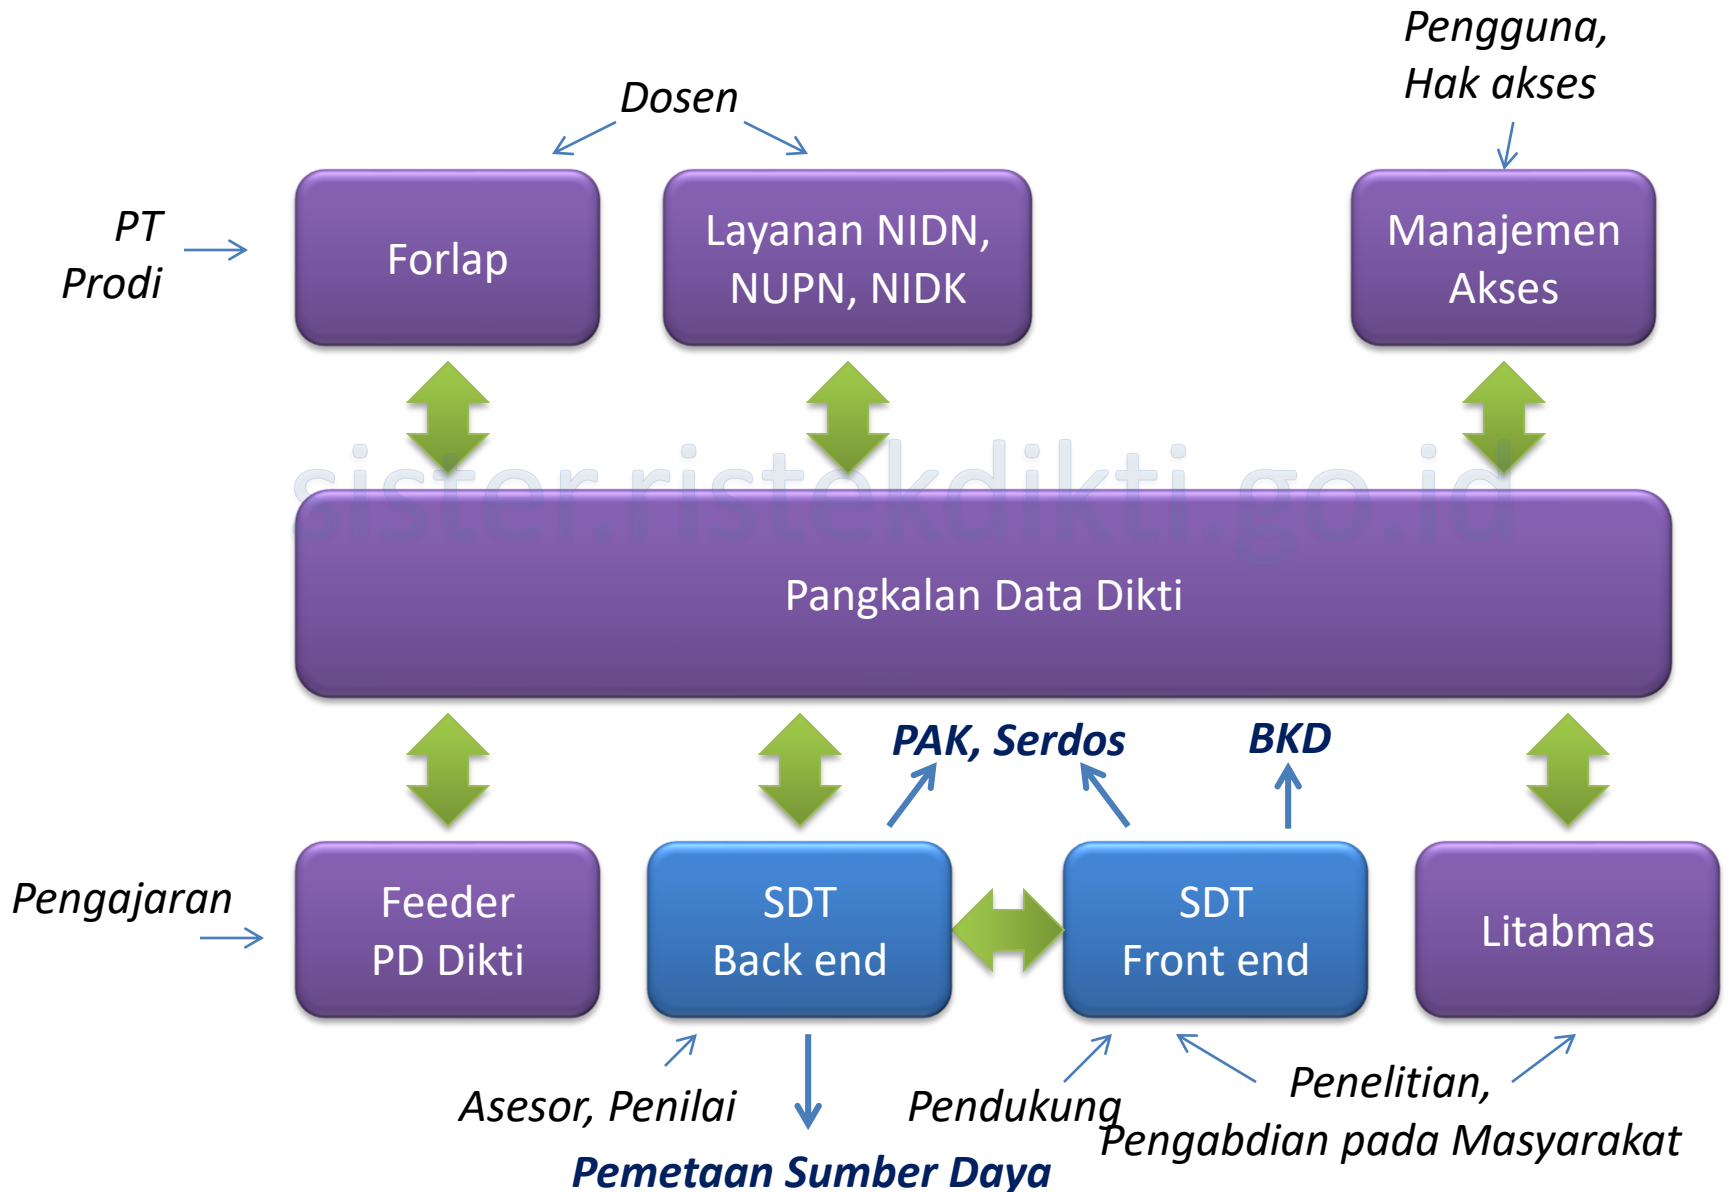 Pengguna,
Hak akses
Dosen
PT
Prodi
Forlap
Layanan NIDN,
NUPN, NIDK
Manajemen
Akses
sister.ristekdikti.go.id
Pangkalan Data Dikti
PAK, Serdos
BKD
Pengajaran
Feeder
PD Dikti
SDT
Back end
SDT
Front end
Litabmas
Asesor, Penilai
Pendukung
Penelitian,
Pengabdian pada Masyarakat
Pemetaan Sumber Daya